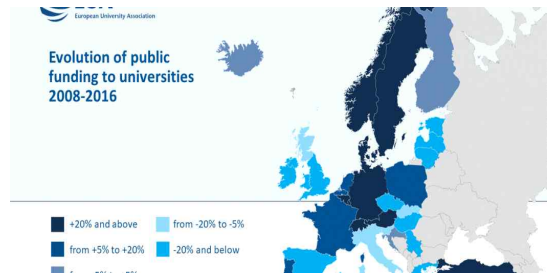 European University Association
Evolution of public
funding to universities
2008-2016
+20% and above
from -20% to -5%
from +5% to +20%
-20% and below